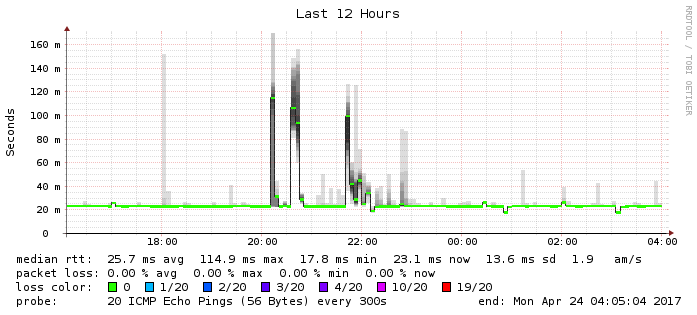 Last 12 Hours
RRDTOOL / TOBI OETIKER
Seconds
160 m
140 m
120 m
100 m
80 m
60 m
40 m
20 m
0
18:00 20:00 22:00 00:00 02:00 04:00
median rtt: 25.7 ms avg 114.9 ms max 17.8 ms min 23.1 ms now 13.6 ms sd 1.9 am/s
packet loss: 0.00 % avg 0.00 % max 0.00 % min 0.00 % now
loss color: 0 1/20 2/20 3/20 4/20 10/20 19/20
probe: 20 ICMP Echo Pings (56 Bytes) every 300s end: Mon Apr 24 04:05:04 2017